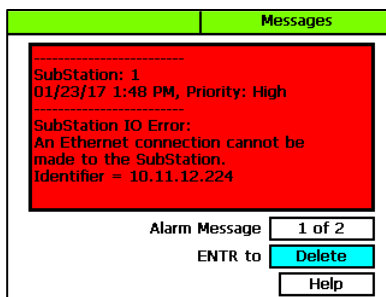 Messages
------------------------
SubStation: 1
01/23/17 1:48 PM, Priority: High
------------------------
SubStation IO Error:
An Ethernet connection cannot be
made to the SubStation.
Identifier = 10.11.12.224
Alarm Message 1 of 2
ENTR to Delete
Help